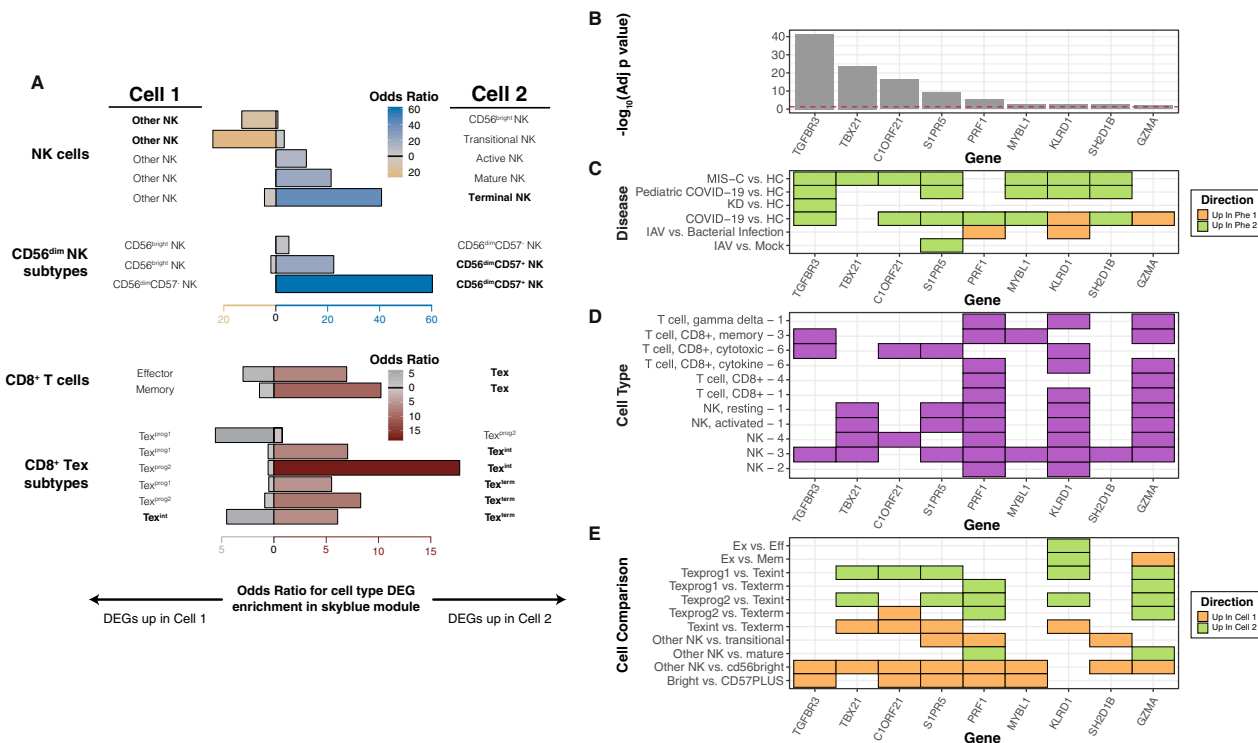 A
Cell 1
Odds Ratio
Cell 2
60
40
20
0
20
NK cells
Other NK
CD56bright NK
Other NK
Transitional NK
Other NK
Active NK
Other NK
Mature NK
Other NK
Terminal NK
CD56dim NK
subtypes
CD56bright NK
CD56dimCD57- NK
CD56bright NK
CD56dimCD57+ NK
CD56dimCD57- NK
CD56dimCD57+ NK
20
0
20
40
60
Odds Ratio
5
0
5
10
15
CD8+ T cells
Effector
Tex
Memory
Tex
CD8+ Tex
subtypes
Texprog1
Texprog2
Texprog1
Texint
Texprog2
Texint
Texprog1
Texterm
Texprog2
Texterm
Texint
Texterm
5
0
5
10
15
Odds Ratio for cell type DEG
enrichment in skyblue module
DEGs up in Cell 1
DEGs up in Cell 2
B
-log10(Adj p value)
40
30
20
10
0
TGFBR3
TBX21
C1ORF21
S1PR5
PRF1
MYBL1
KLRD1
SH2D1B
GZMA
Gene
C
Disease
MIS-C vs. HC
Pediatric COVID-19 vs. HC
KD vs. HC
COVID-19 vs. HC
IAV vs. Bacterial Infection
IAV vs. Mock
TGFBR3
TBX21
C1ORF21
S1PR5
PRF1
MYBL1
KLRD1
SH2D1B
GZMA
Gene
Direction
Up In Phe 1
Up In Phe 2
D
Cell Type
T cell, gamma delta - 1
T cell, CD8+, memory - 3
T cell, CD8+, cytotoxic - 6
T cell, CD8+, cytokine - 6
T cell, CD8+ - 4
T cell, CD8+ - 1
NK, resting - 1
NK, activated - 1
NK - 4
NK - 3
NK - 2
TGFBR3
TBX21
C1ORF21
S1PR5
PRF1
MYBL1
KLRD1
SH2D1B
GZMA
Gene
E
Cell Comparison
Ex vs. Eff
Ex vs. Mem
Texprog1 vs. Texint
Texprog1 vs. Texterm
Texprog2 vs. Texint
Texprog2 vs. Texterm
Texint vs. Texterm
Other NK vs. transitional
Other NK vs. mature
Other NK vs. cd56bright
Bright vs. CD57PLUS
TGFBR3
TBX21
C1ORF21
S1PR5
PRF1
MYBL1
KLRD1
SH2D1B
GZMA
Gene
Direction
Up In Cell 1
Up In Cell 2